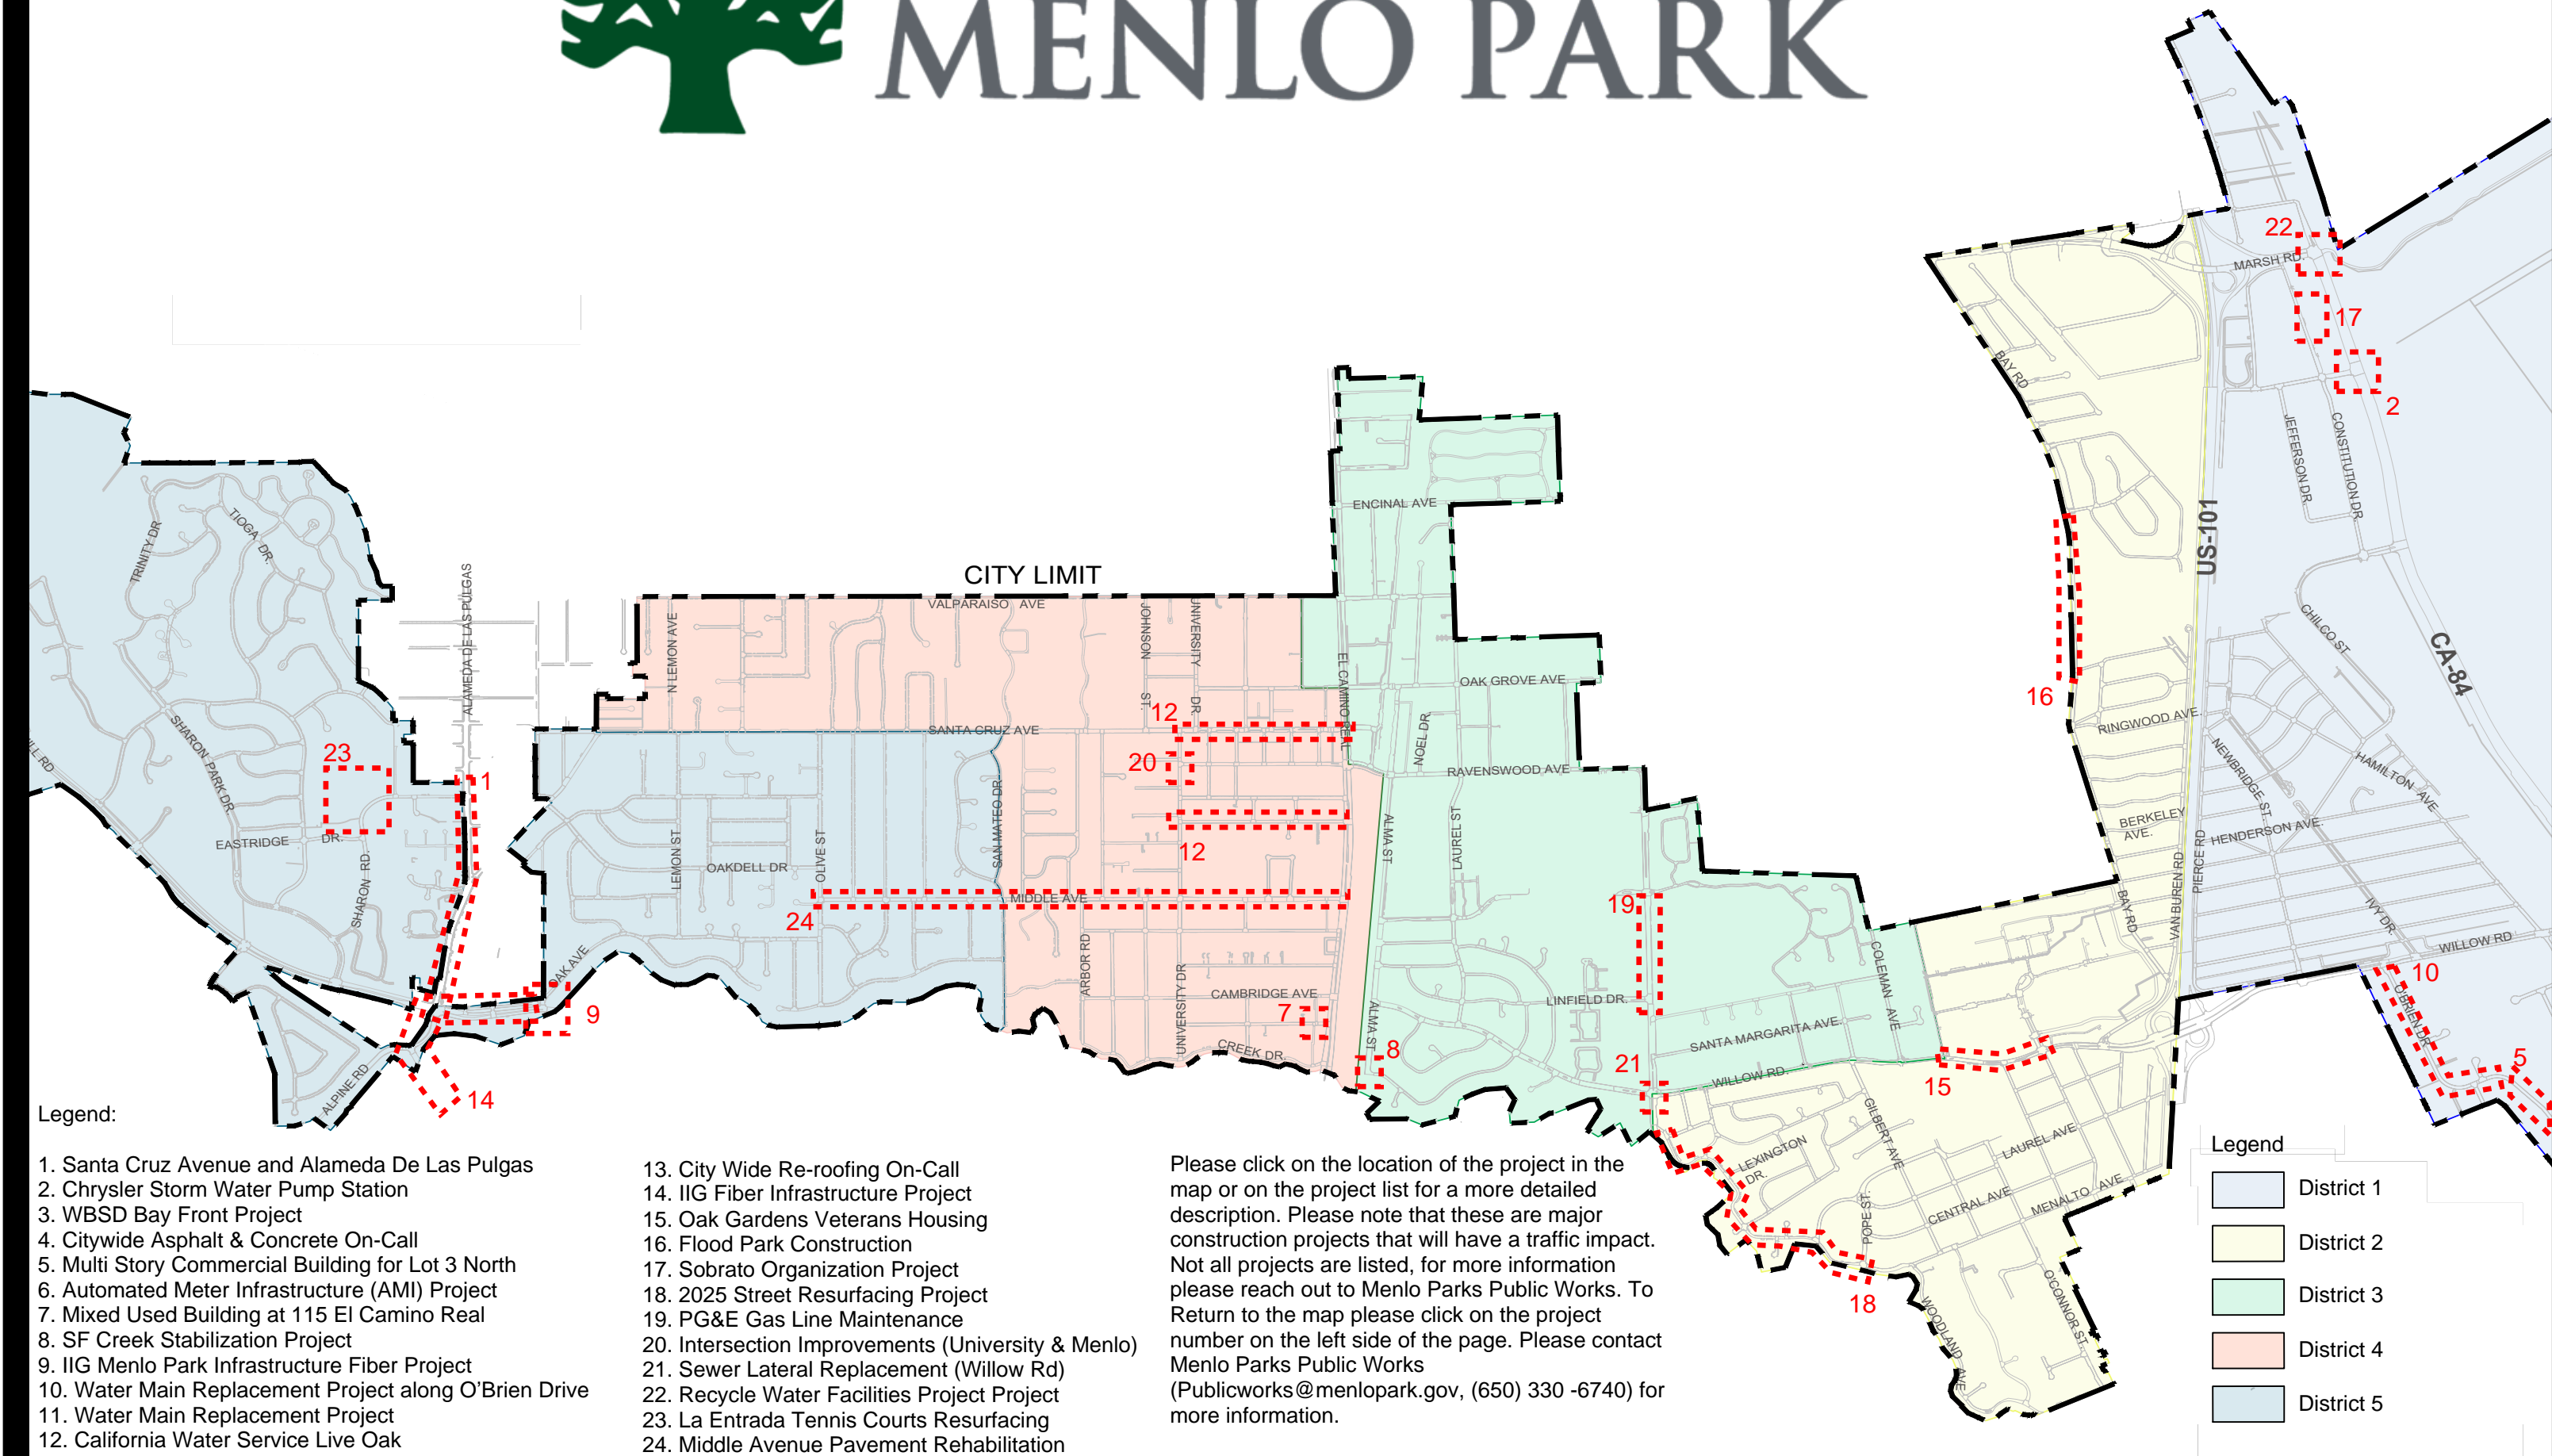 MENLO PARK
22
MARSH RD.
17
2
BAY RD
JEFFERSON DR.
CONSTITUTION DR.
ENCINAL AVE
US-101
TRINITY DR
TIOGA DR.
CITY LIMIT
ALAMEDA DE LAS PULGAS
VALPARAISO AVE
N LEMON AVE
JOHNSON ST.
UNIVERSITY DR.
EL CAMINO REAL
OAK GROVE AVE
CHILCO ST
CA-84
16
RINGWOOD AVE.
SHARON PARK DR.
SANTA CRUZ AVE
12
NOEL DR.
23
1
20
RAVENSWOOD AVE
NEWBRIDGE ST.
HAMILTON AVE
SAN MATEO DR.
EASTRIDGE DR.
SHARON RD.
LEMON ST
OAKDELL DR
OLIVE ST
12
ALMA ST
LAUREL ST
BERKELEY
AVE.
HENDERSON AVE.
PIERCE RD
VAN BUREN RD
BAY RD
MIDDLE AVE
24
19
IVY DR.
WILLOW RD
COLEMAN AVE
OAK AVE
ARBOR RD
UNIVERSITY DR
CAMBRIDGE AVE
LINFIELD DR.
10
O'BRIEN DR
9
7
ALMA ST
SANTA MARGARITA AVE.
CREEK DR.
8
21
WILLOW RD.
15
5
ALPINE RD
14
GILBERT AVE
LEXINGTON
DR.
LAUREL AVE
POPE ST.
CENTRAL AVE
MENALTO AVE
18
WOODLAND AVE
O'CONNOR ST.
Legend:
1. Santa Cruz Avenue and Alameda De Las Pulgas
2. Chrysler Storm Water Pump Station
3. WBSD Bay Front Project
4. Citywide Asphalt & Concrete On-Call
5. Multi Story Commercial Building for Lot 3 North
6. Automated Meter Infrastructure (AMI) Project
7. Mixed Used Building at 115 El Camino Real
8. SF Creek Stabilization Project
9. IIG Menlo Park Infrastructure Fiber Project
10. Water Main Replacement Project along O'Brien Drive
11. Water Main Replacement Project
12. California Water Service Live Oak
13. City Wide Re-roofing On-Call
14. IIG Fiber Infrastructure Project
15. Oak Gardens Veterans Housing
16. Flood Park Construction
17. Sobrato Organization Project
18. 2025 Street Resurfacing Project
19. PG&E Gas Line Maintenance
20. Intersection Improvements (University & Menlo)
21. Sewer Lateral Replacement (Willow Rd)
22. Recycle Water Facilities Project Project
23. La Entrada Tennis Courts Resurfacing
24. Middle Avenue Pavement Rehabilitation
Please click on the location of the project in the
map or on the project list for a more detailed
description. Please note that these are major
construction projects that will have a traffic impact.
Not all projects are listed, for more information
please reach out to Menlo Parks Public Works. To
Return to the map please click on the project
number on the left side of the page. Please contact
Menlo Parks Public Works
(Publicworks@menlopark.gov, (650) 330 -6740) for
more information.
Legend
District 1
District 2
District 3
District 4
District 5